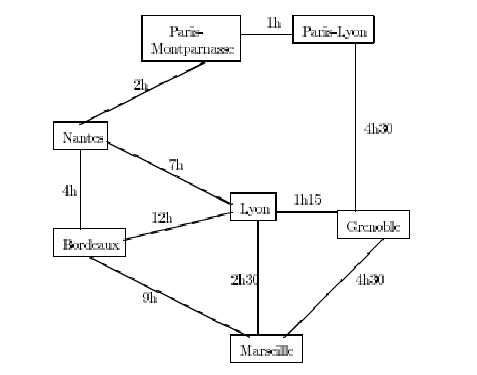 1h
Paris-
Montparnasse
Paris-Lyon
2h
4h30
Nantes
7h
4h
Lyon
1h15
12h
Grenoble
Bordeaux
2h30
4h30
9h
Marseille